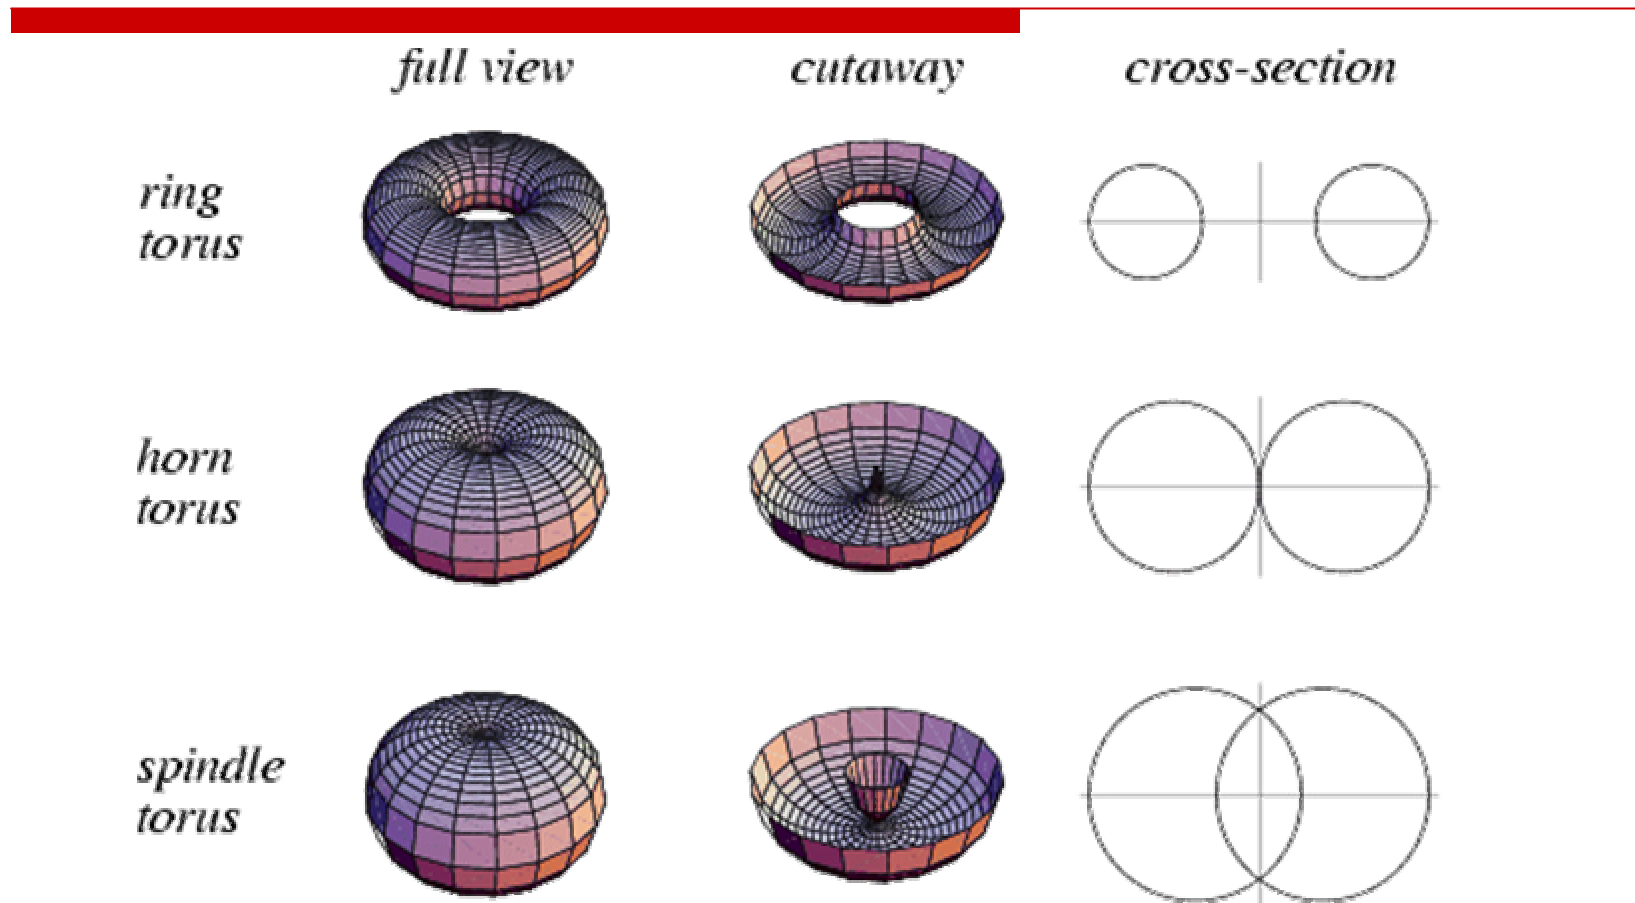 full view cutaway cross-section
ring
torus
horn
torus
spindle
torus